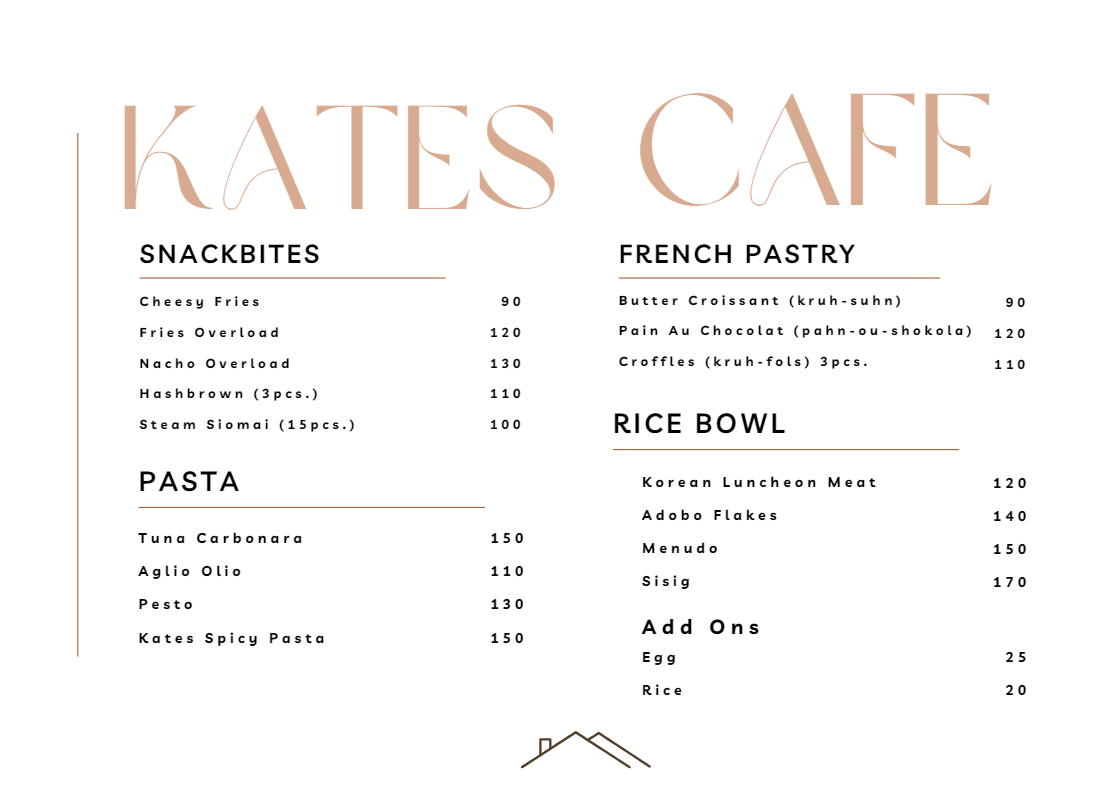 KATES CAFE
SNACKBITES
Cheesy Fries 90
Fries Overload 120
Nacho Overload 130
Hashbrown (3pcs.) 110
Steam Siomai (15pcs.) 100
PASTA
Tuna Carbonara 150
Aglio Olio 110
Pesto 130
Kates Spicy Pasta 150
FRENCH PASTRY
Butter Croissant (kruh-suhn) 90
Pain Au Chocolat (pahn-ou-shokola) 120
Croffles (kruh-fols) 3pcs. 110
RICE BOWL
Korean Luncheon Meat 120
Adobo Flakes 140
Menudo 150
Sisig 170
Add Ons
Egg 25
Rice 20